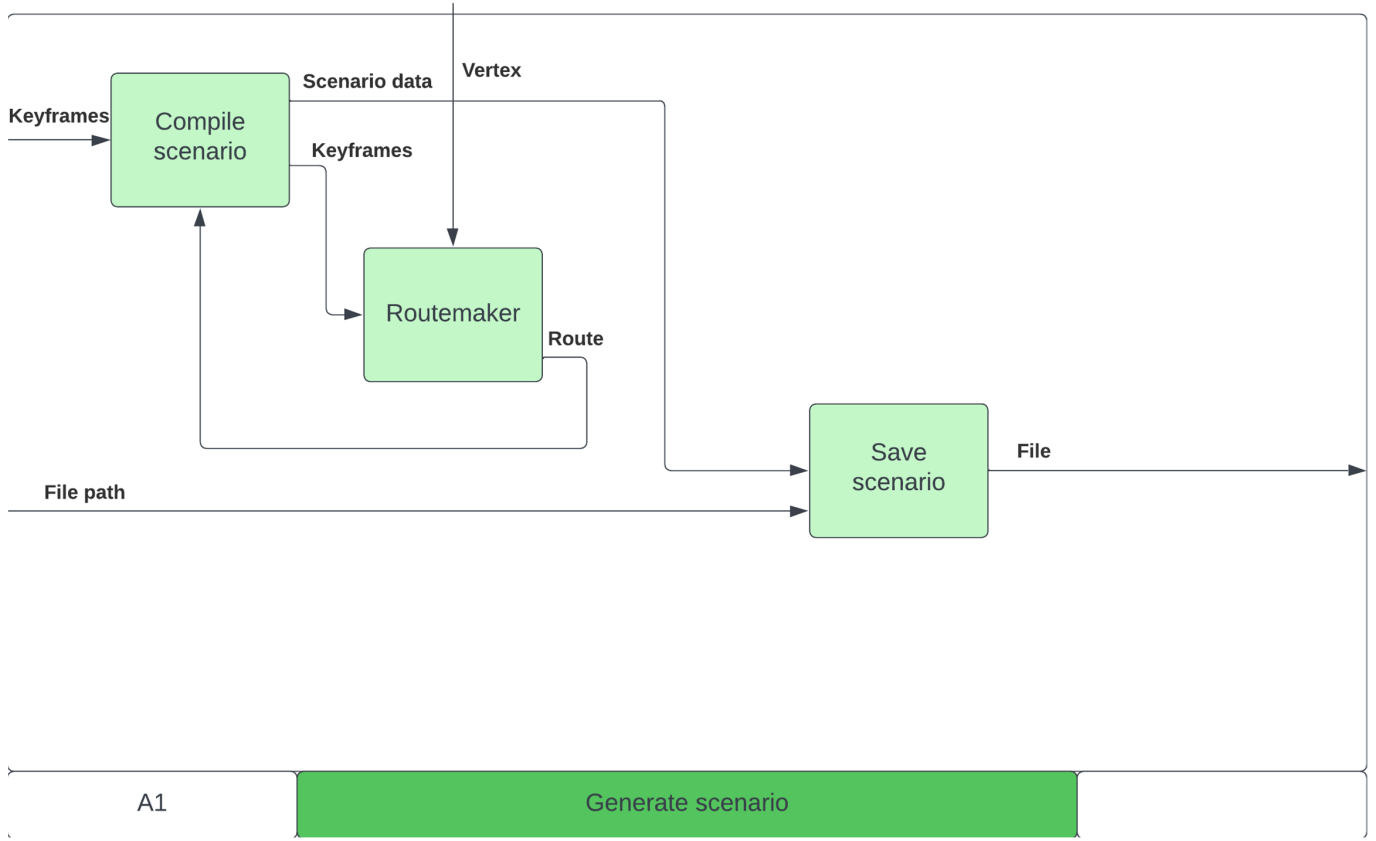 Vertex
Scenario data
Keyframes
Compile
scenario
Keyframes
Routemaker
Route
Save
scenario
File
File path
A1
Generate scenario